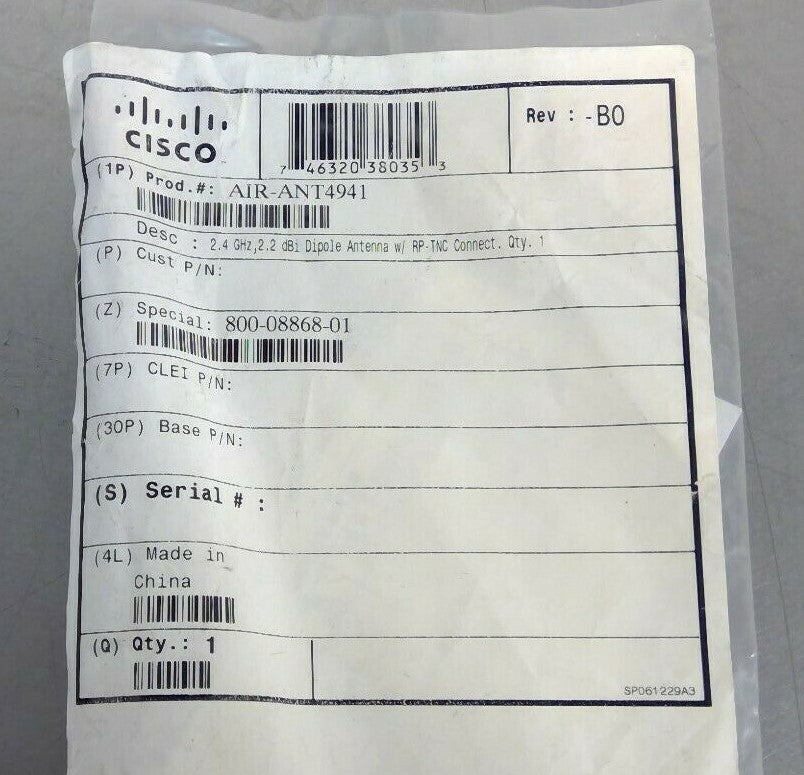 CISCO
7 46320 38035 3
Rev : -B0
(1P) Prod.#: AIR-ANT4941
Desc : 2.4 GHz,2.2 dBi Dipole Antenna w/ RP-TNC Connect. Qty. 1
(P) Cust P/N:
(Z) Special: 800-08868-01
(7P) CLEI P/N:
(30P) Base P/N:
(S) Serial # :
(4L) Made in
China
(Q) Qty.: 1
SP061229A3